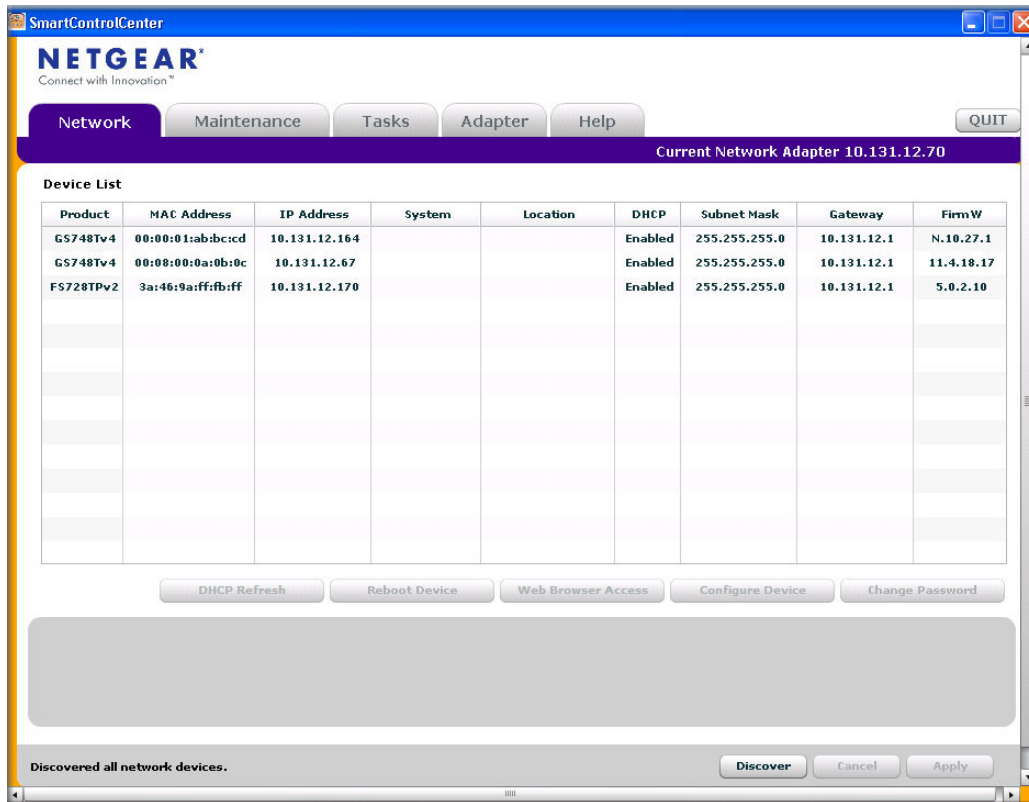 SmartControlCenter
NETGEAR®
Connect with Innovation™
Network Maintenance Tasks Adapter Help QUIT
Current Network Adapter 10.131.12.70
Device List
Product MAC Address IP Address System Location DHCP Subnet Mask Gateway FirmW
GS748Tv4 00:00:01:ab:bc:cd 10.131.12.164 Enabled 255.255.255.0 10.131.12.1 N.10.27.1
GS748Tv4 00:08:00:0a:0b:0c 10.131.12.67 Enabled 255.255.255.0 10.131.12.1 11.4.18.17
FS728TPv2 3a:46:9a:ff:fb:ff 10.131.12.170 Enabled 255.255.255.0 10.131.12.1 5.0.2.10
DHCP Refresh Reboot Device Web Browser Access Configure Device Change Password
Discovered all network devices. Discover Cancel Apply